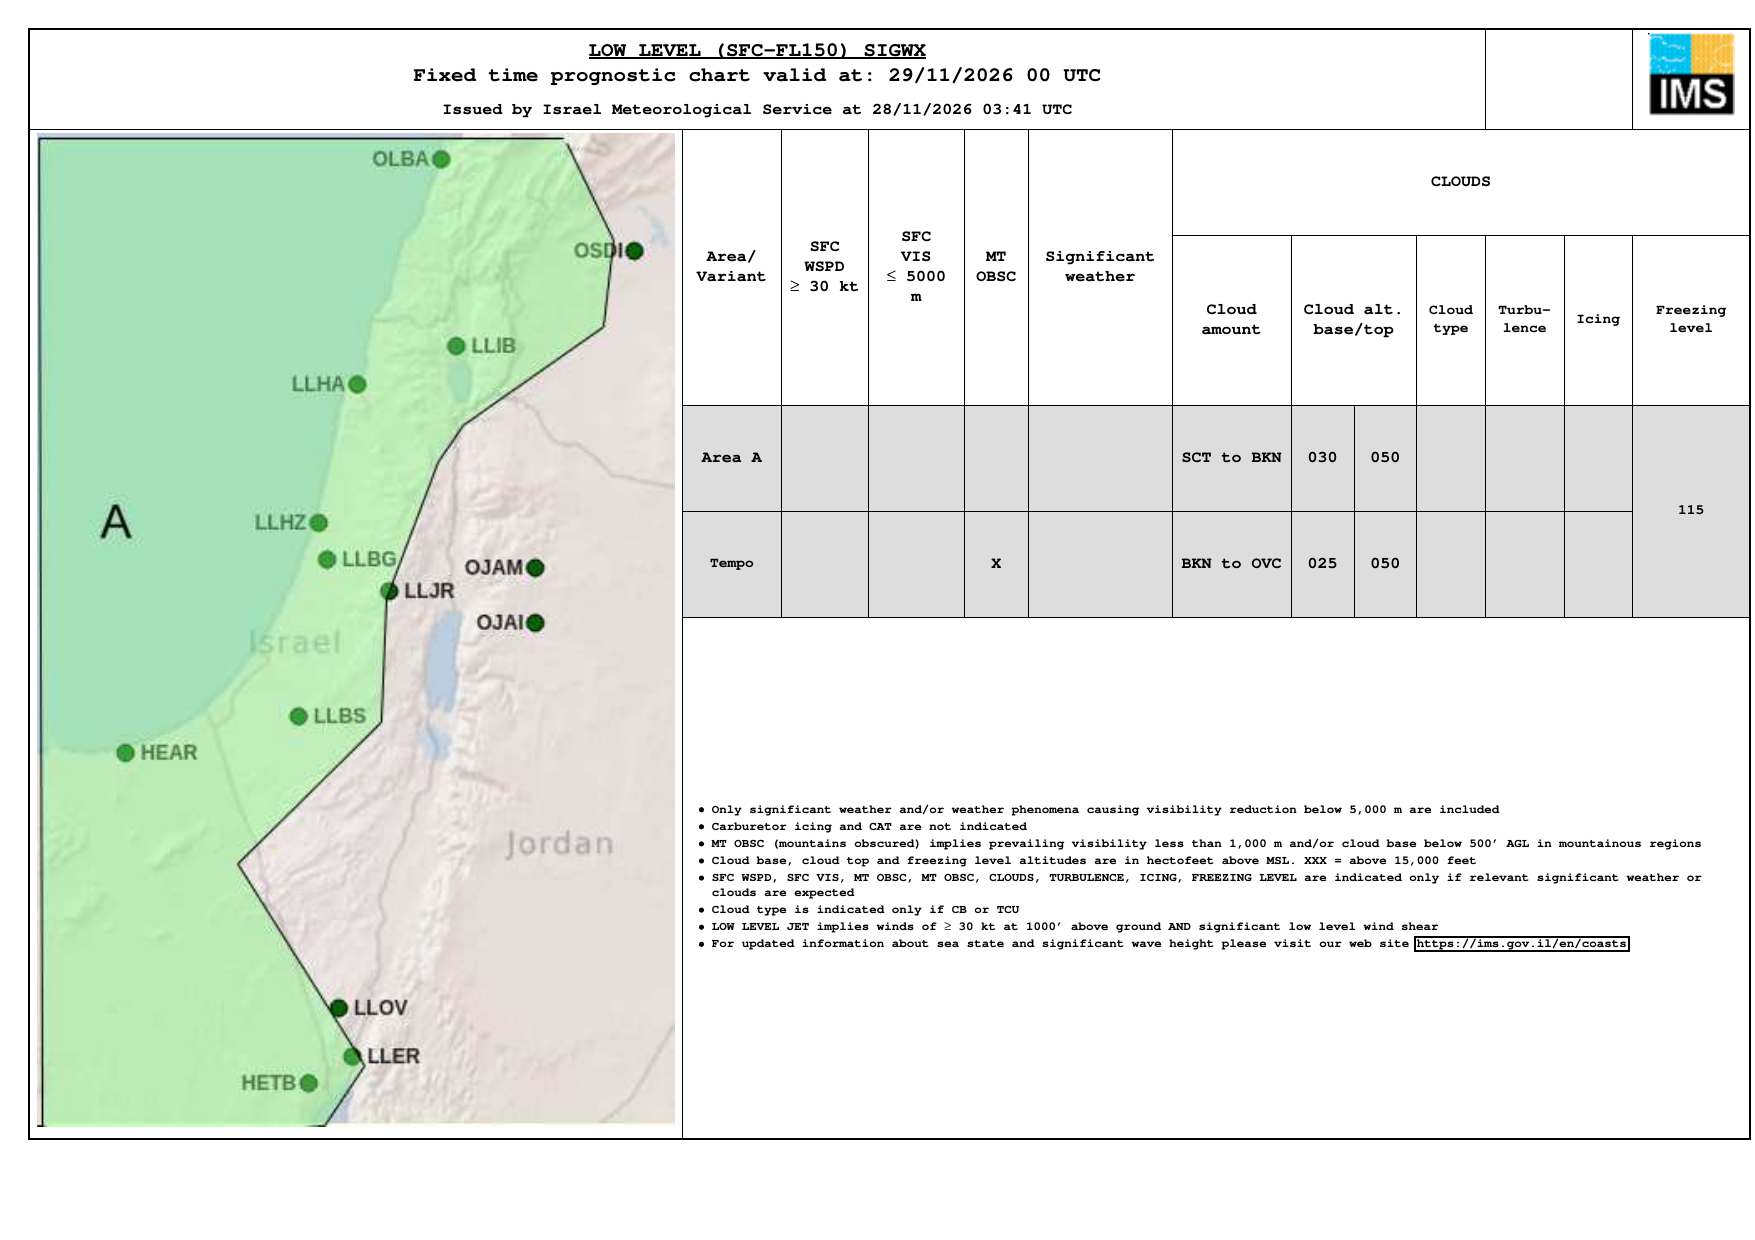 LOW LEVEL (SFC-FL150) SIGWX
Fixed time prognostic chart valid at: 29/11/2026 00 UTC
Issued by Israel Meteorological Service at 28/11/2026 03:41 UTC
IMS
OLBA
OSDI
LLIB
LLHA
A
LLHZ
LLBG
OJAM
LLJR
OJAI
Israel
LLBS
HEAR
Jordan
LLOV
LLER
HETB
Area/
Variant
SFC
WSPD
≥ 30 kt
SFC
VIS
≤ 5000
m
MT
OBSC
Significant
weather
CLOUDS
Cloud
amount
Cloud alt.
base/top
Cloud
type
Turbu-
lence
Icing
Freezing
level
Area A
SCT to BKN
030
050
115
Tempo
X
BKN to OVC
025
050
• Only significant weather and/or weather phenomena causing visibility reduction below 5,000 m are included
• Carburetor icing and CAT are not indicated
• MT OBSC (mountains obscured) implies prevailing visibility less than 1,000 m and/or cloud base below 500' AGL in mountainous regions
• Cloud base, cloud top and freezing level altitudes are in hectofeet above MSL. XXX = above 15,000 feet
• SFC WSPD, SFC VIS, MT OBSC, MT OBSC, CLOUDS, TURBULENCE, ICING, FREEZING LEVEL are indicated only if relevant significant weather or
clouds are expected
• Cloud type is indicated only if CB or TCU
• LOW LEVEL JET implies winds of ≥ 30 kt at 1000' above ground AND significant low level wind shear
• For updated information about sea state and significant wave height please visit our web site https://ims.gov.il/en/coasts